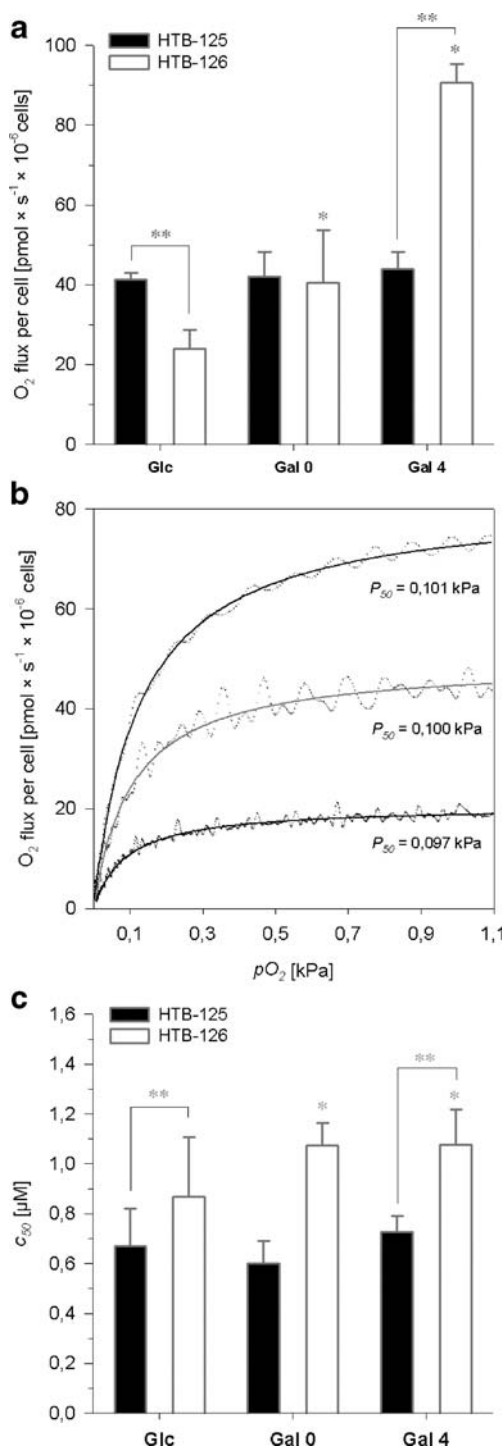 a
HTB-125
HTB-126
O2 flux per cell [pmol × s-1 × 10-6cells]
100
80
60
40
20
0
**
*
**
*
Glc
Gal 0
Gal 4
b
O2 flux per cell [pmol × s-1 × 10-6 cells]
80
60
40
20
0
P50 = 0,101 kPa
P50 = 0,100 kPa
P50 = 0,097 kPa
0,1
0,3
0,5
0,7
0,9
1,1
pO2 [kPa]
c
HTB-125
HTB-126
c50 [µM]
1,6
1,4
1,2
1,0
0,8
0,6
0,4
0,2
0,0
**
*
**
*
Glc
Gal 0
Gal 4